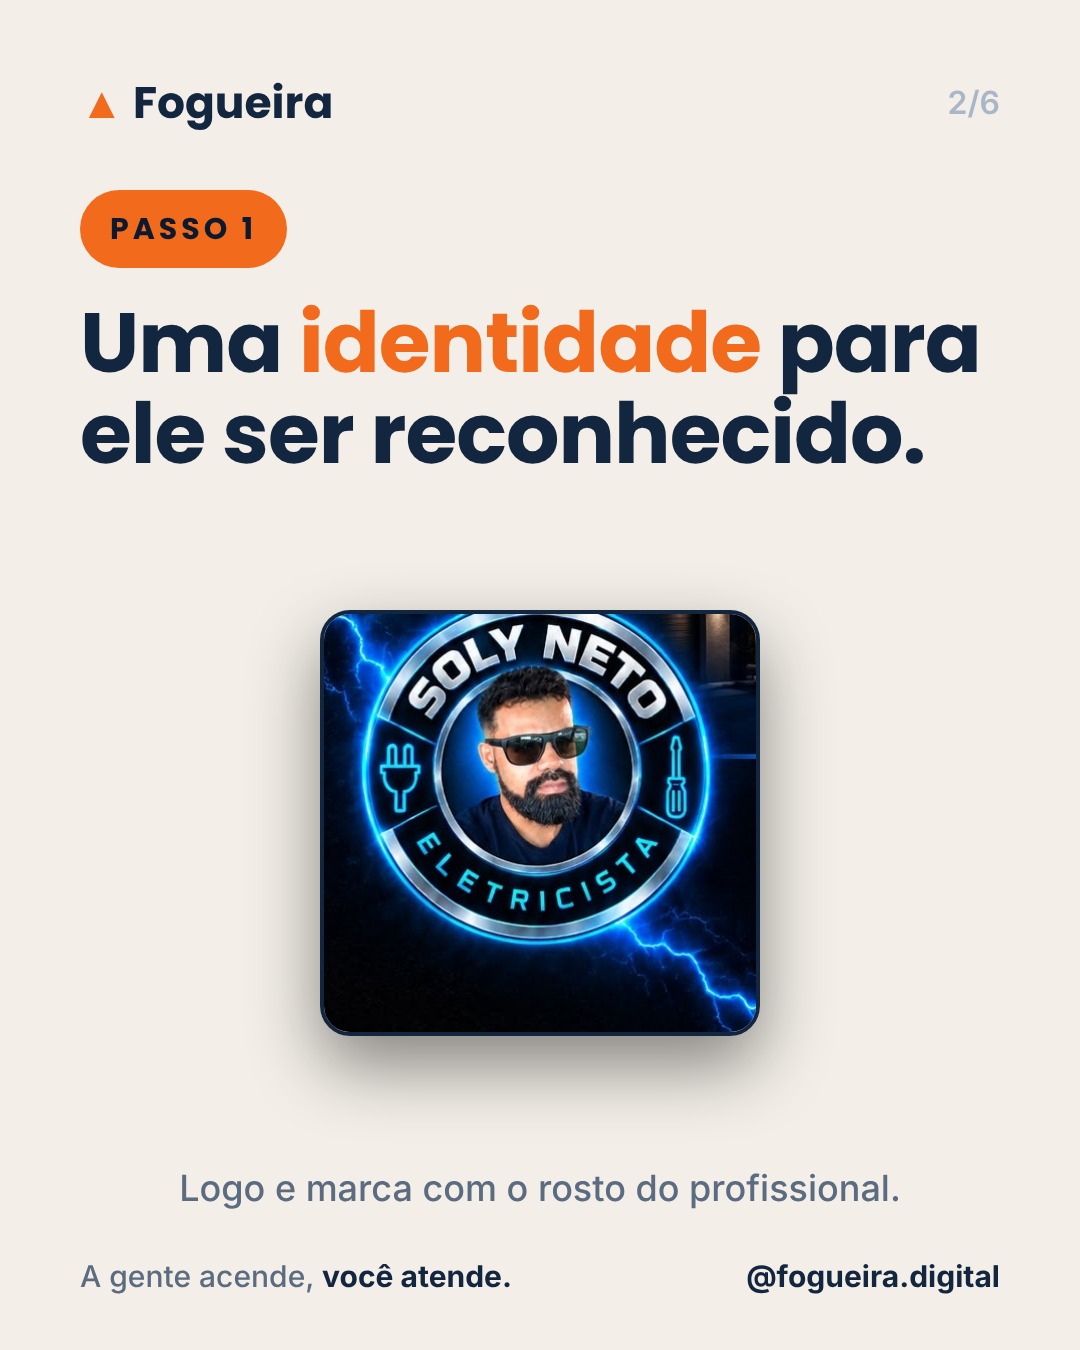 ▲ Fogueira
2/6
PASSO 1
Uma identidade para
ele ser reconhecido.
SOLY NETO
ELETRICISTA
Logo e marca com o rosto do profissional.
A gente acende, você atende.
@fogueira.digital